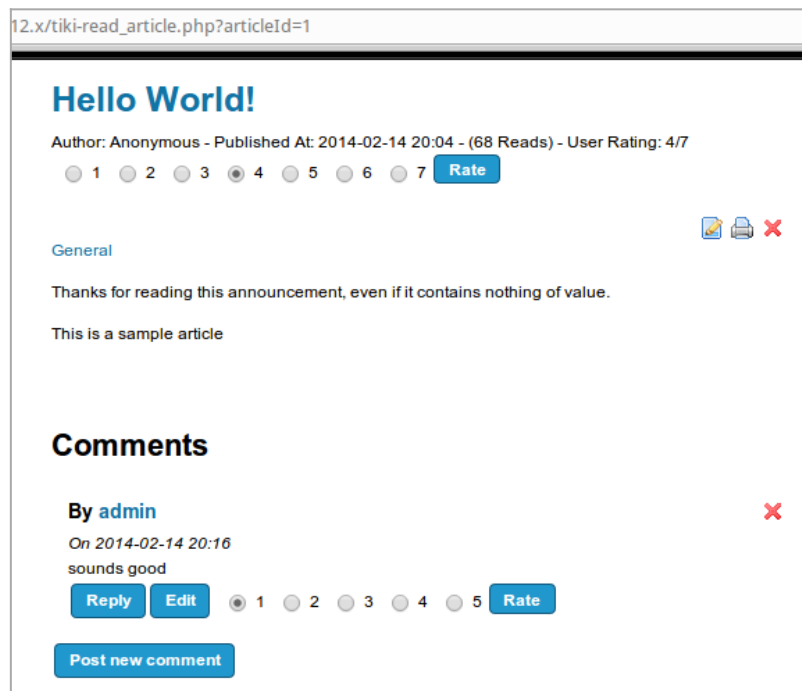 12.x/tiki-read_article.php?articleId=1
Hello World!
Author: Anonymous - Published At: 2014-02-14 20:04 - (68 Reads) - User Rating: 4/7
1 2 3 4 5 6 7 Rate
General
Thanks for reading this announcement, even if it contains nothing of value.
This is a sample article
Comments
By admin
On 2014-02-14 20:16
sounds good
Reply Edit 1 2 3 4 5 Rate
Post new comment